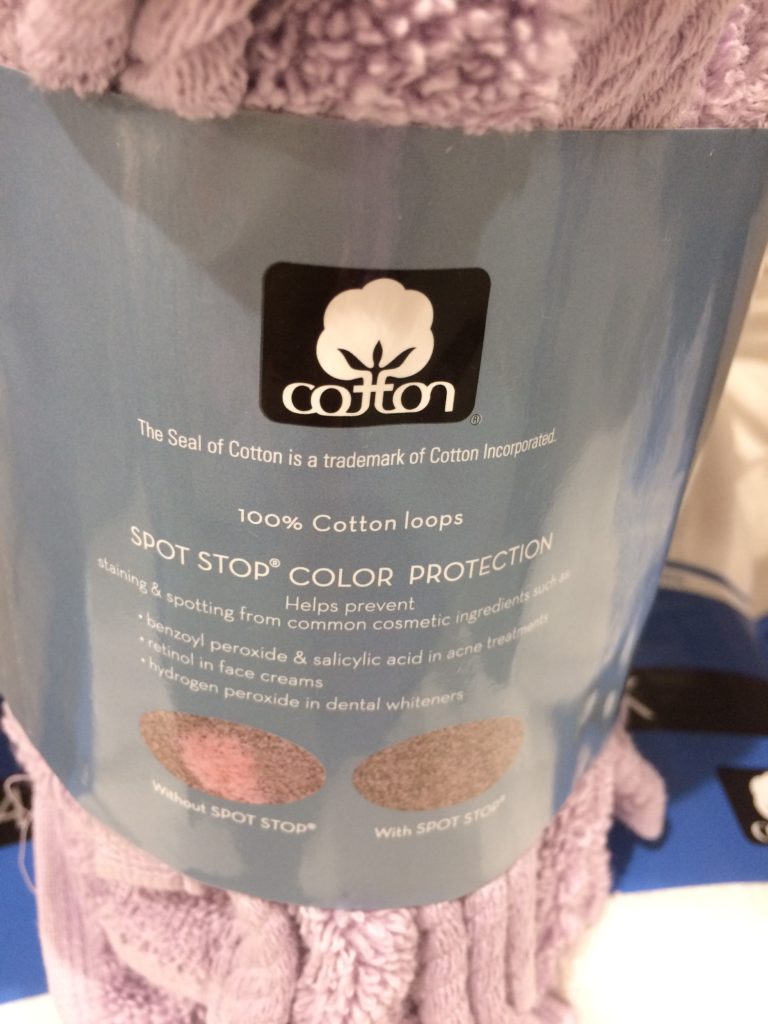 cotton
®
The Seal of Cotton is a trademark of Cotton Incorporated.
100% Cotton loops
SPOT STOP® COLOR PROTECTION
Helps prevent
staining & spotting from common cosmetic ingredients such as
• benzoyl peroxide & salicylic acid in acne treatments
• retinol in face creams
• hydrogen peroxide in dental whiteners
Without SPOT STOP®
With SPOT STOP®